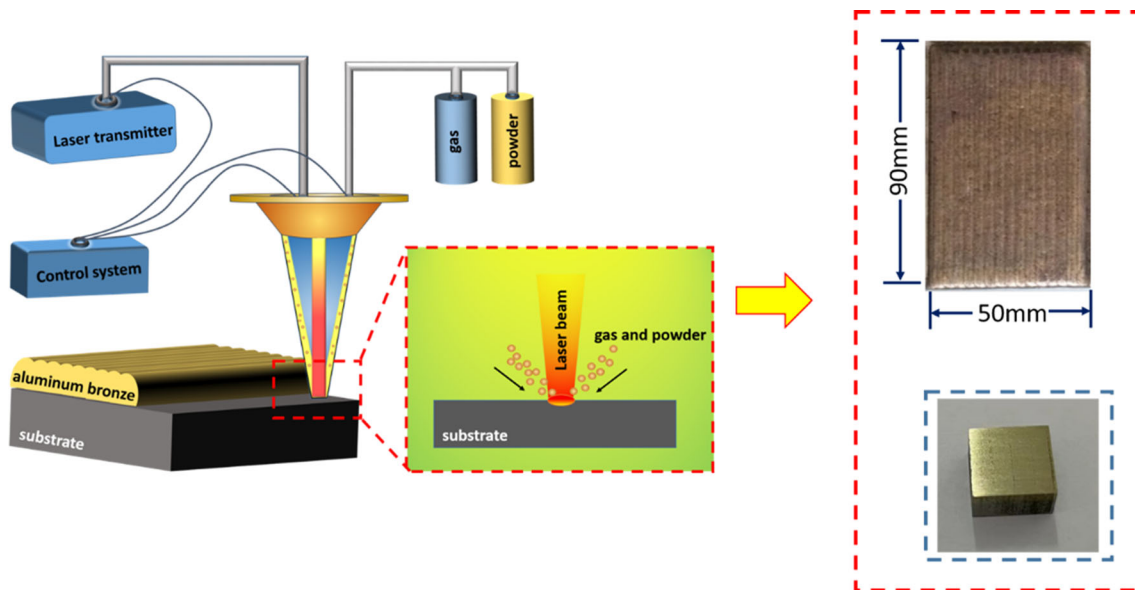 Laser transmitter
gas
powder
Control system
aluminum bronze
substrate
Laser beam
gas and powder
substrate
90mm
50mm